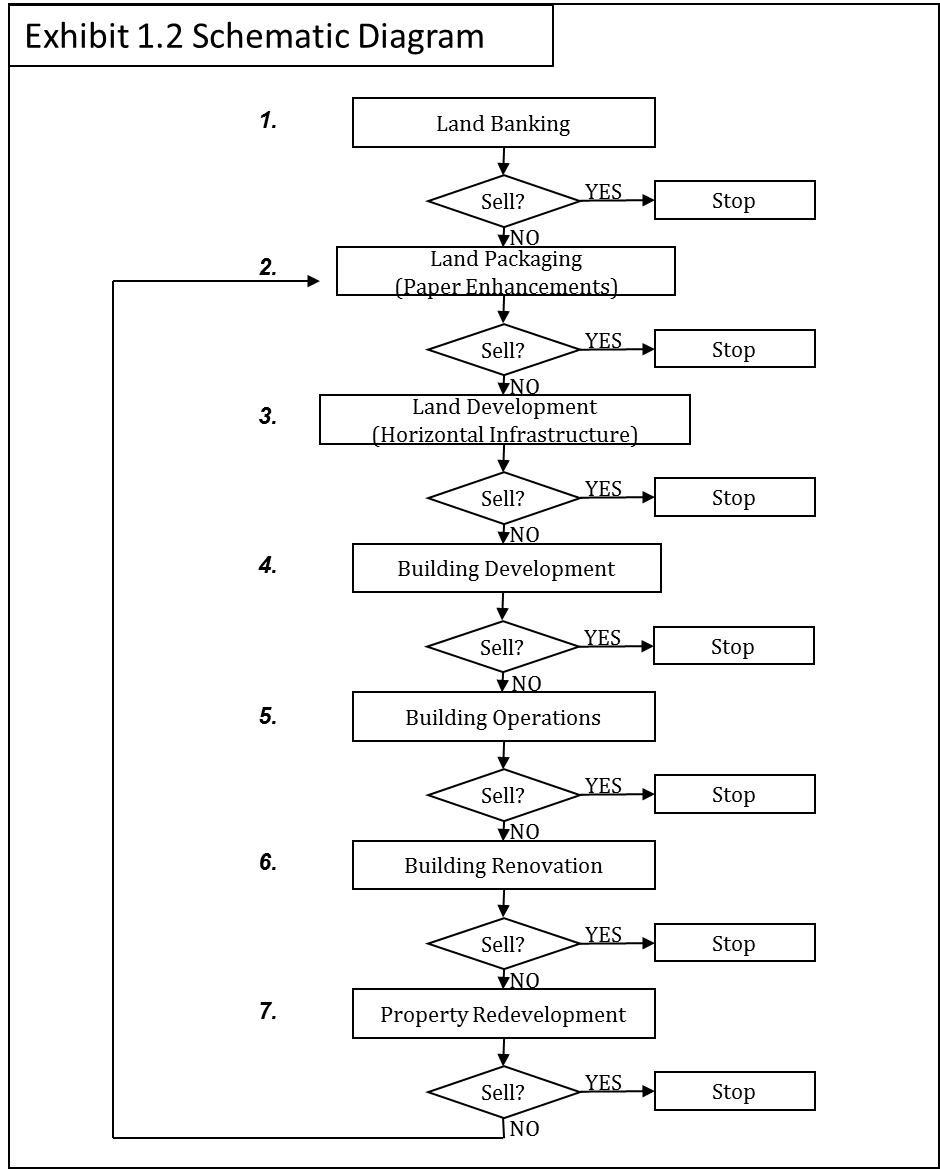 Exhibit 1.2 Schematic Diagram
1.
Land Banking
Sell?
YES
Stop
NO
2.
Land Packaging
(Paper Enhancements)
Sell?
YES
Stop
NO
3.
Land Development
(Horizontal Infrastructure)
Sell?
YES
Stop
NO
4.
Building Development
Sell?
YES
Stop
NO
5.
Building Operations
Sell?
YES
Stop
NO
6.
Building Renovation
Sell?
YES
Stop
NO
7.
Property Redevelopment
Sell?
YES
Stop
NO